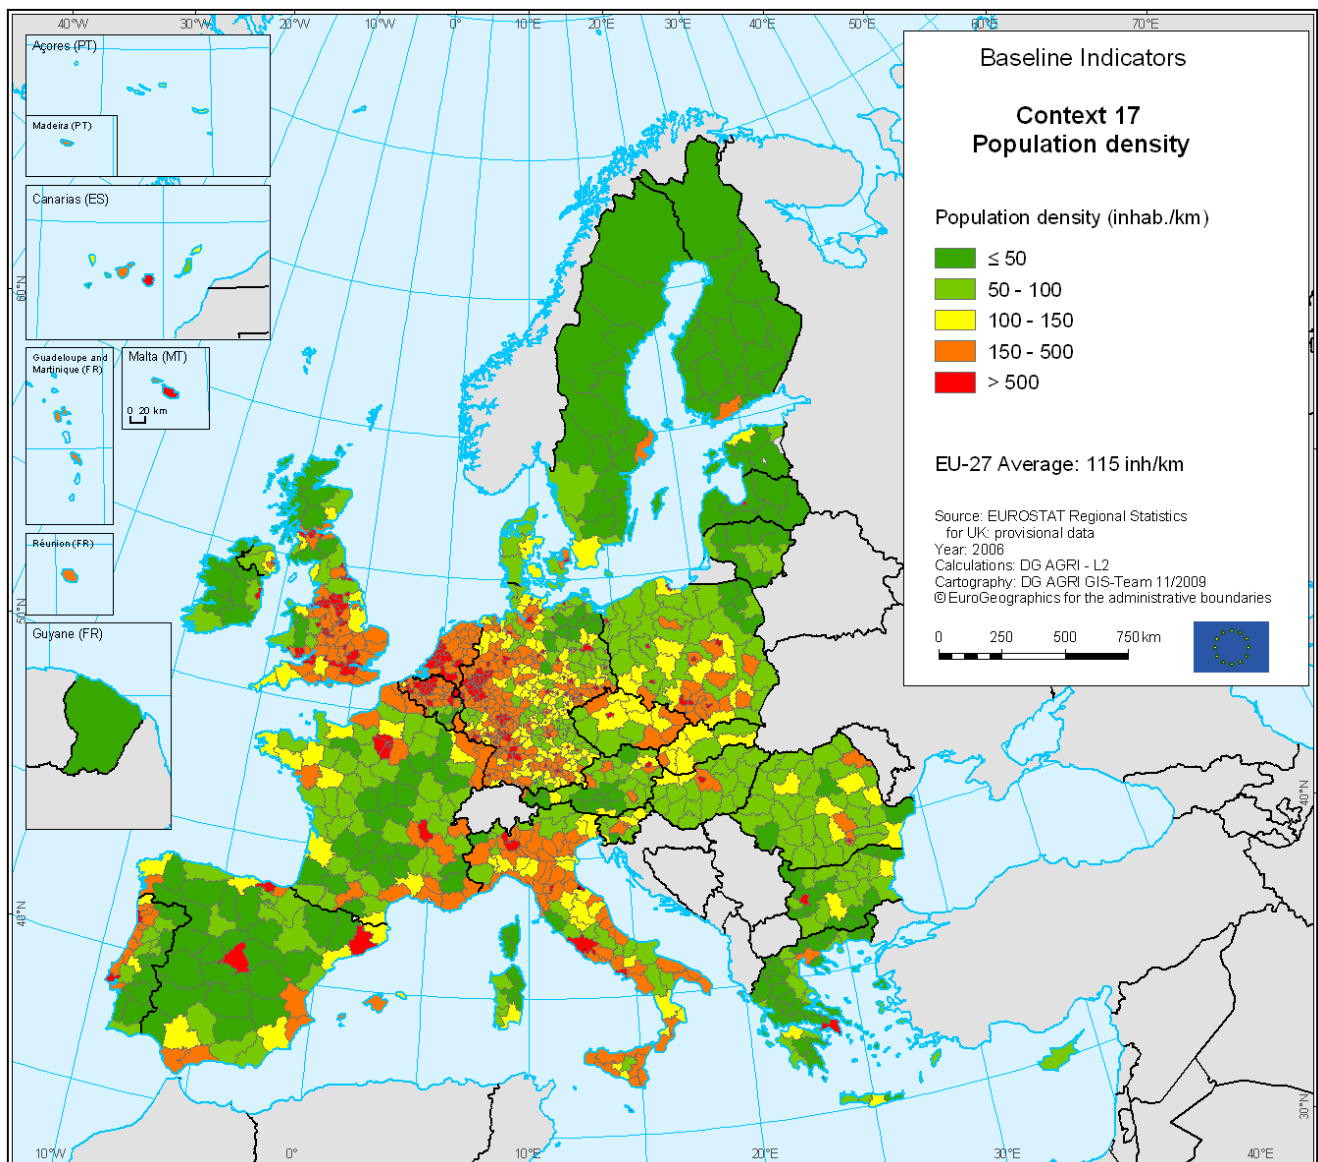 40°W 30°W 20°W 10°W 0° 10°E 20°E 30°E 40°E 50°E 60°E 70°E
Açores (PT)
Madeira (PT)
Canarias (ES)
Guadeloupe and
Martinique (FR)
Malta (MT)
0 20 km
Réunion (FR)
Guyane (FR)
Baseline Indicators
Context 17
Population density
Population density (inhab./km)
≤ 50
50 - 100
100 - 150
150 - 500
> 500
EU-27 Average: 115 inh/km
Source: EUROSTAT Regional Statistics
for UK: provisional data
Year: 2006
Calculations: DG AGRI - L2
Cartography: DG AGRI GIS-Team 11/2009
© EuroGeographics for the administrative boundaries
0 250 500 750 km
60°N
50°N
40°N
40°N
30°N
10°W 0° 10°E 20°E 30°E 40°E